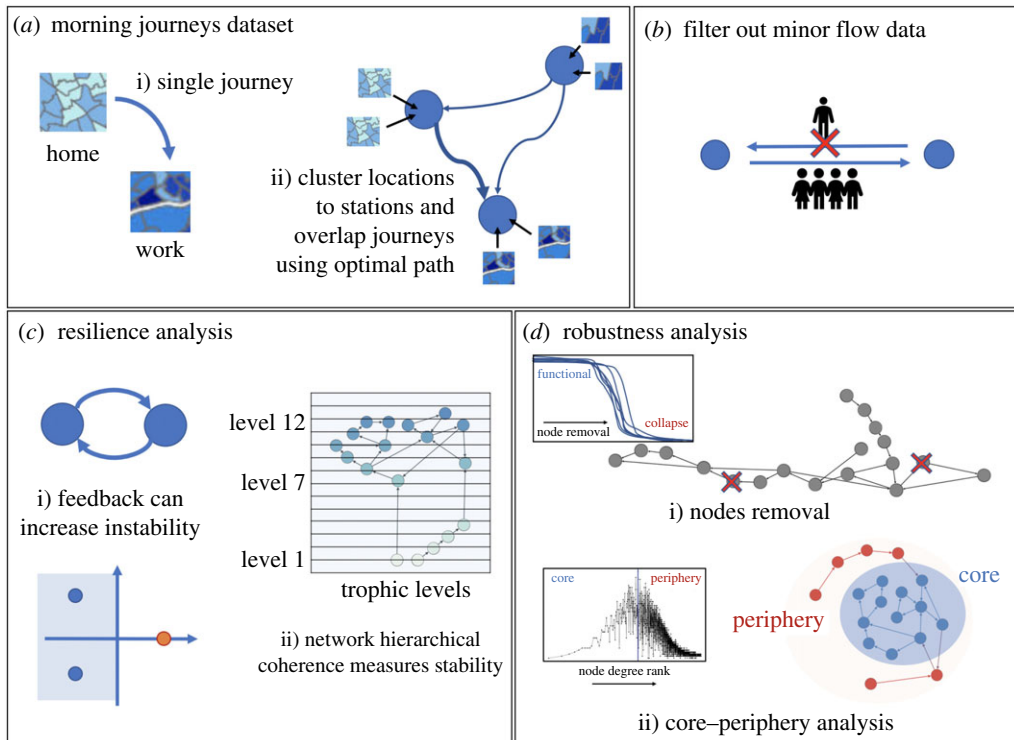 (a) morning journeys dataset
i) single journey
home
work
ii) cluster locations
to stations and
overlap journeys
using optimal path
(b) filter out minor flow data
(c) resilience analysis
i) feedback can
increase instability
level 12
level 7
level 1
trophic levels
ii) network hierarchical
coherence measures stability
(d) robustness analysis
functional
collapse
node removal
i) nodes removal
core
periphery
node degree rank
core
periphery
ii) core–periphery analysis